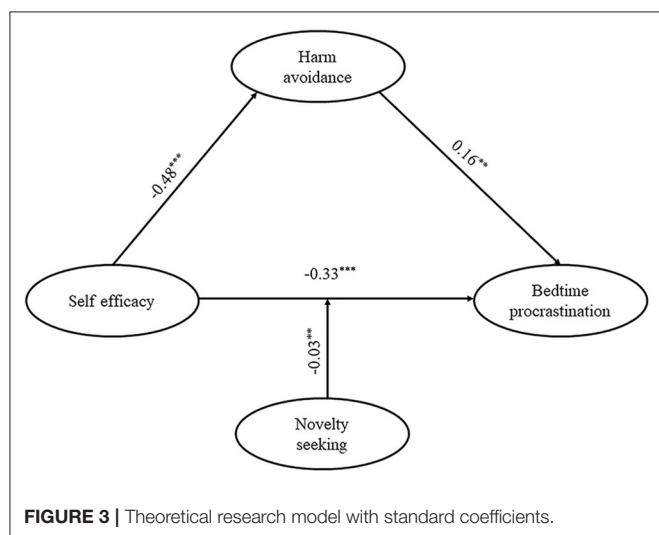 Harm
avoidance
-0.48***
0.16**
-0.33***
Self efficacy
Bedtime
procrastination
-0.03**
Novelty
seeking
FIGURE 3 | Theoretical research model with standard coefficients.